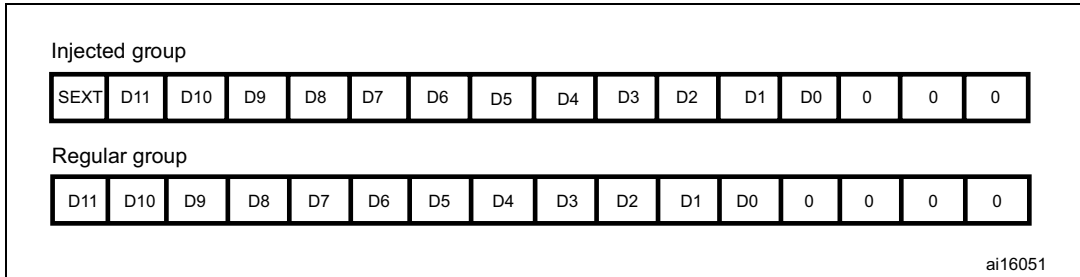 Injected group
SEXT D11 D10 D9 D8 D7 D6 D5 D4 D3 D2 D1 D0 0 0 0
Regular group
D11 D10 D9 D8 D7 D6 D5 D4 D3 D2 D1 D0 0 0 0 0
ai16051